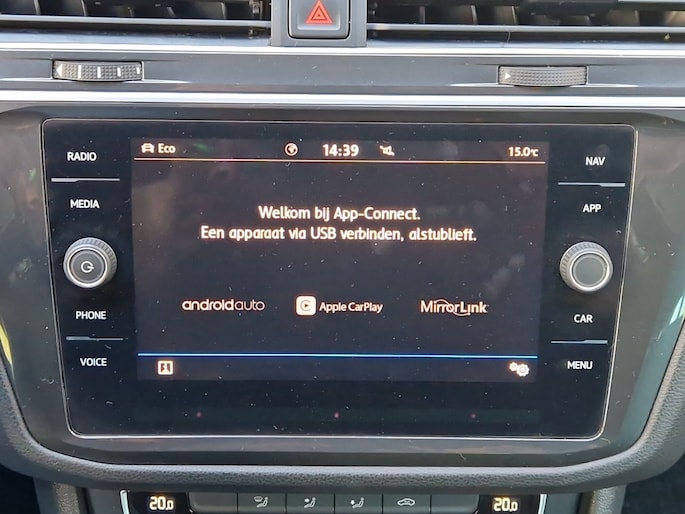 RADIO
MEDIA
PHONE
VOICE
Eco 14:39 15.0°C
Welkom bij App-Connect.
Een apparaat via USB verbinden, alstublieft.
androidauto Apple CarPlay MirrorLink
NAV
APP
CAR
MENU
20.0 20.0